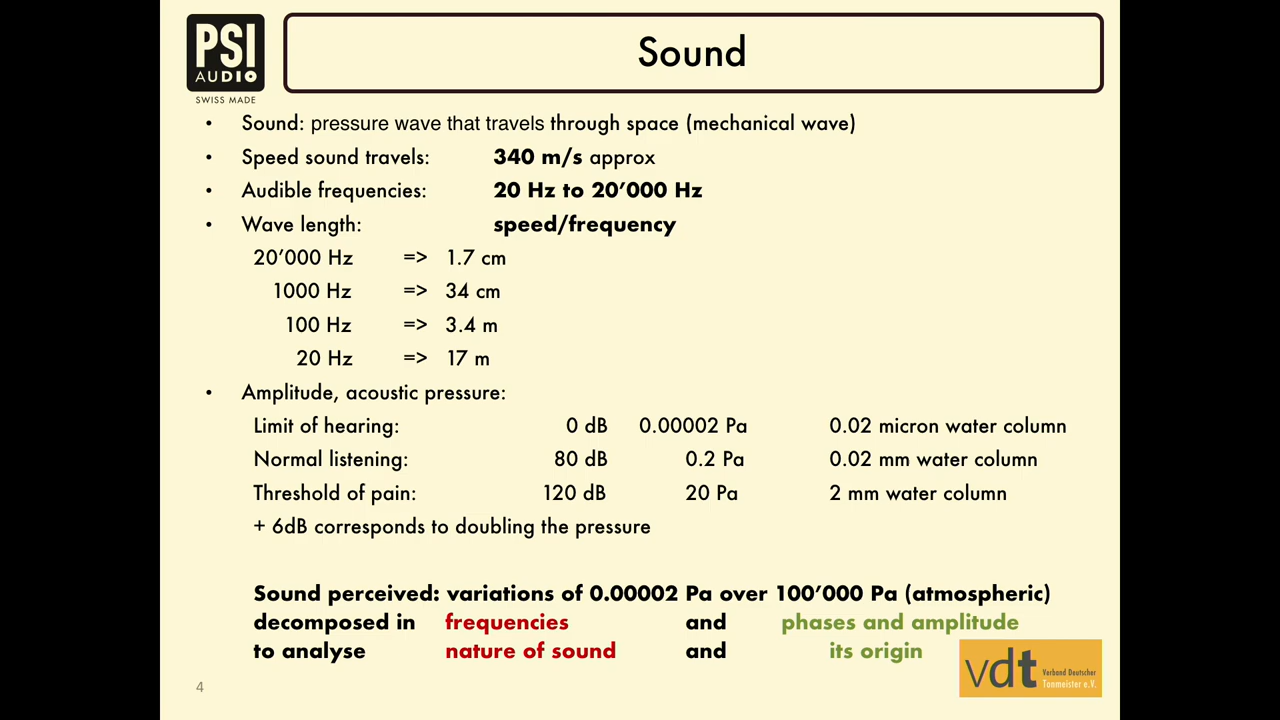 PSI
AUDIO
SWISS MADE
Sound
• Sound: pressure wave that travels through space (mechanical wave)
• Speed sound travels: 340 m/s approx
• Audible frequencies: 20 Hz to 20’000 Hz
• Wave length: speed/frequency
20’000 Hz => 1.7 cm
1000 Hz => 34 cm
100 Hz => 3.4 m
20 Hz => 17 m
• Amplitude, acoustic pressure:
Limit of hearing: 0 dB 0.00002 Pa 0.02 micron water column
Normal listening: 80 dB 0.2 Pa 0.02 mm water column
Threshold of pain: 120 dB 20 Pa 2 mm water column
+ 6dB corresponds to doubling the pressure
Sound perceived: variations of 0.00002 Pa over 100’000 Pa (atmospheric)
decomposed in frequencies and phases and amplitude
to analyse nature of sound and its origin
vdt Verband Deutscher
Tonmeister e.V.
4